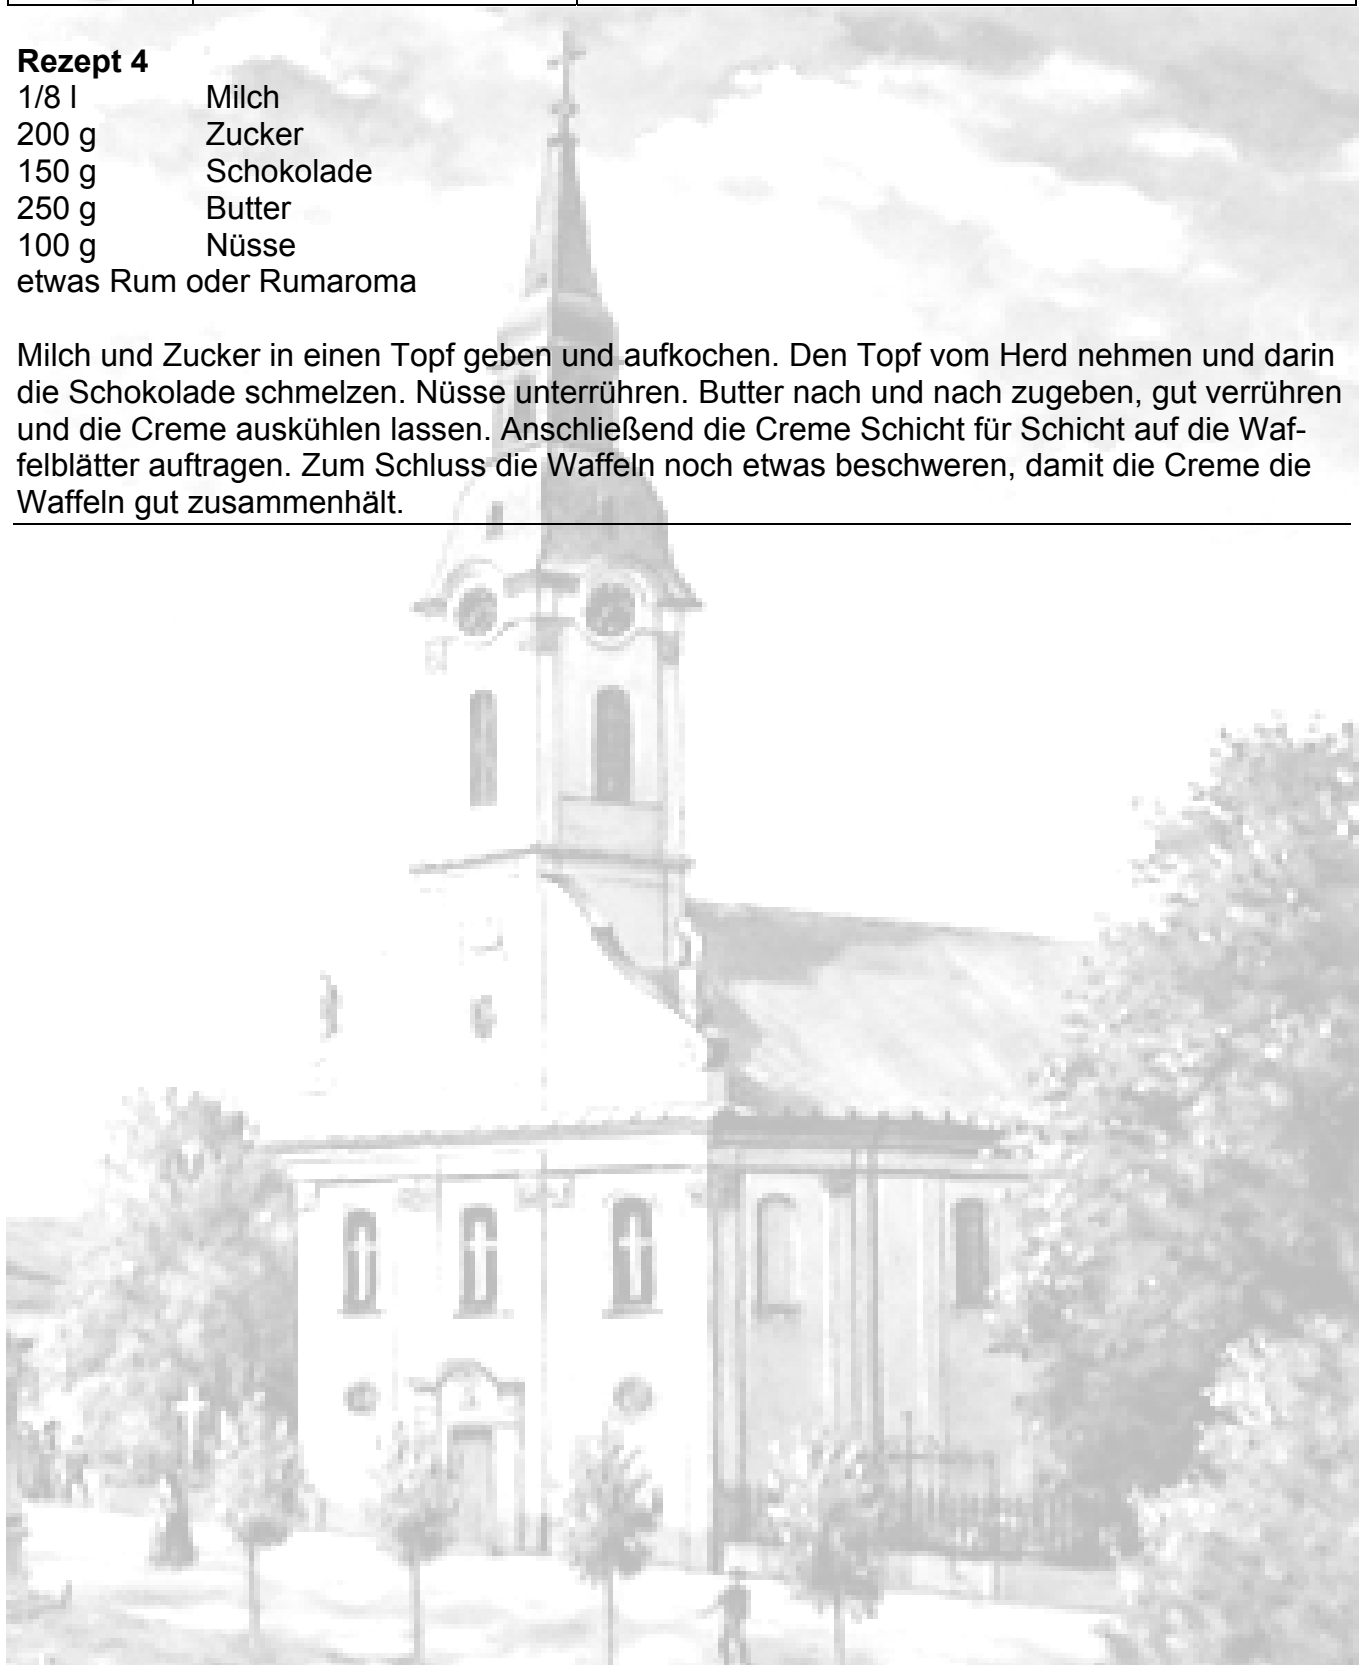 Rezept 4
1/8 l Milch
200 g Zucker
150 g Schokolade
250 g Butter
100 g Nüsse
etwas Rum oder Rumaroma
Milch und Zucker in einen Topf geben und aufkochen. Den Topf vom Herd nehmen und darin
die Schokolade schmelzen. Nüsse unterrühren. Butter nach und nach zugeben, gut verrühren
und die Creme auskühlen lassen. Anschließend die Creme Schicht für Schicht auf die Waf-
felblätter auftragen. Zum Schluss die Waffeln noch etwas beschweren, damit die Creme die
Waffeln gut zusammenhält.